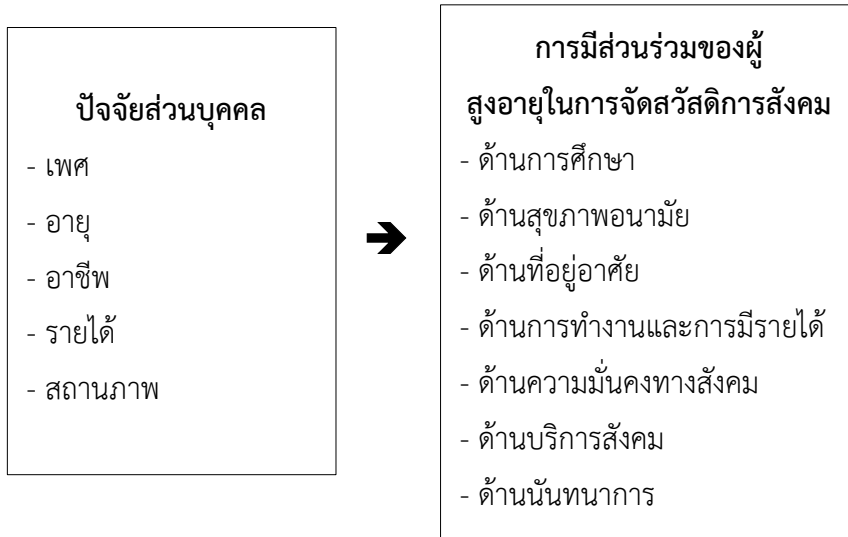 ปัจจัยส่วนบุคคล
- เพศ
- อายุ
- อาชีพ
- รายได้
- สถานภาพ
การมีส่วนร่วมของผู้
สูงอายุในการจัดสวัสดิการสังคม
- ด้านการศึกษา
- ด้านสุขภาพอนามัย
- ด้านที่อยู่อาศัย
- ด้านการทำงานและการมีรายได้
- ด้านความมั่นคงทางสังคม
- ด้านบริการสังคม
- ด้านนันทนาการ